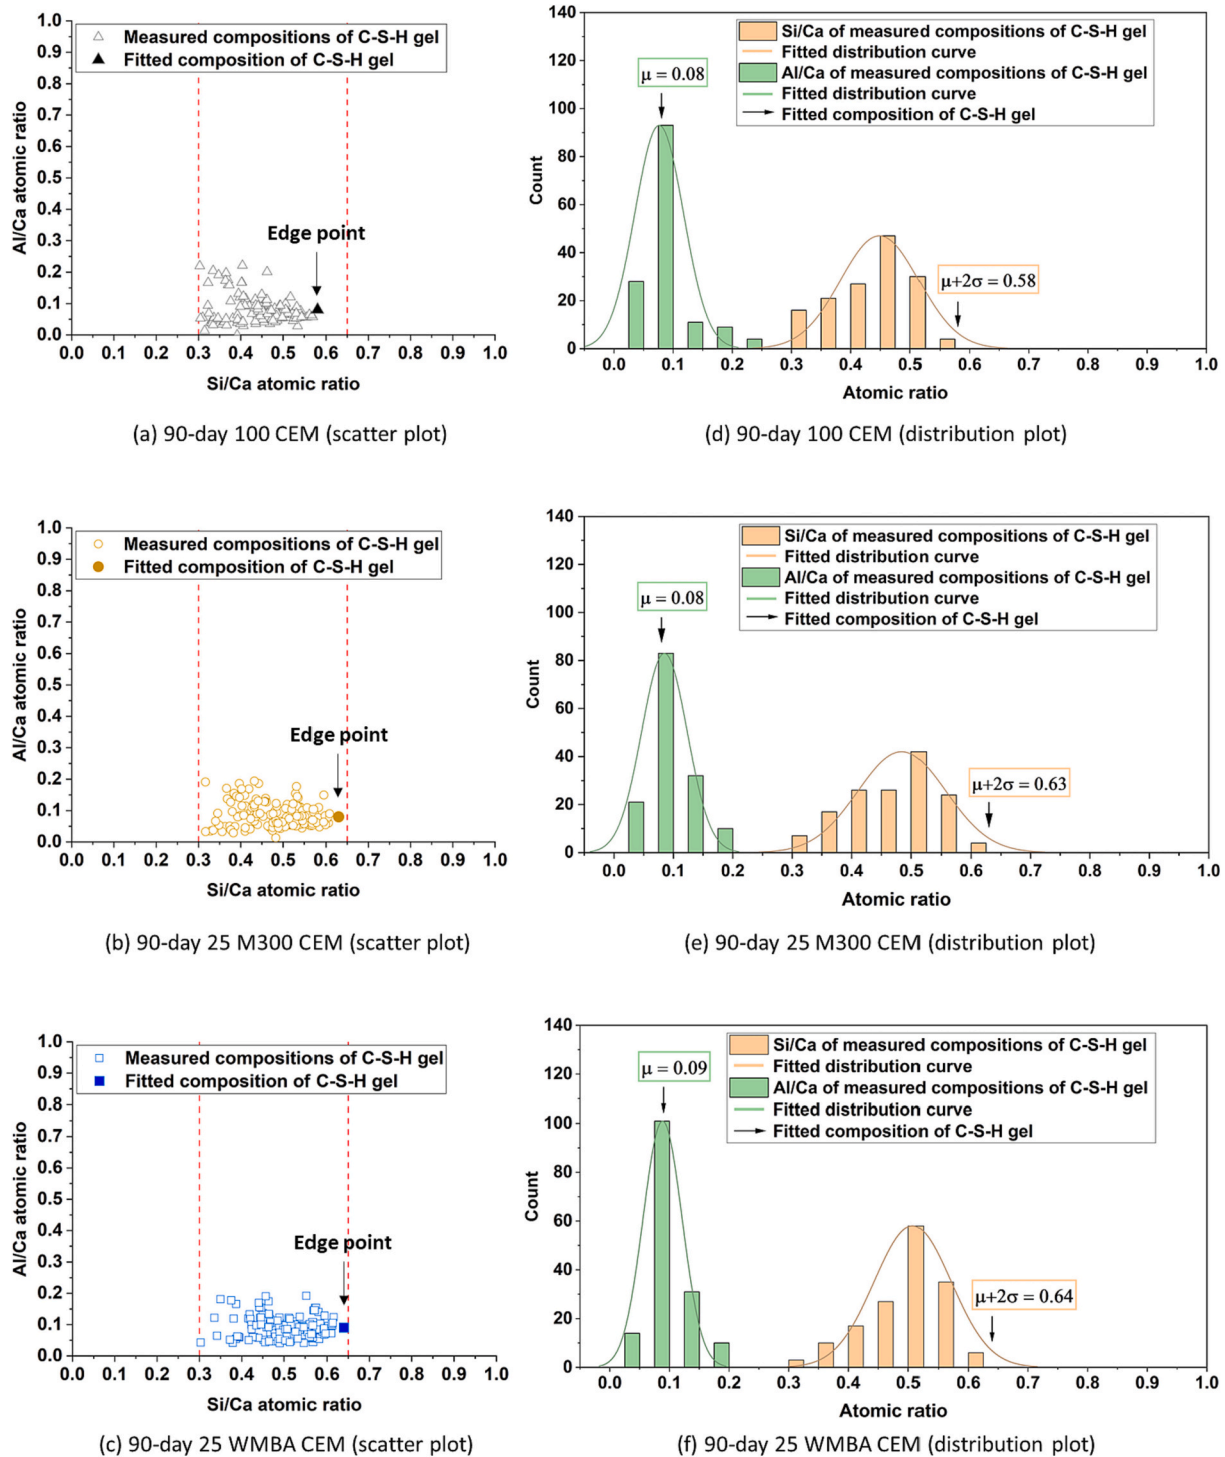 1.0
0.9
0.8
0.7
0.6
0.5
0.4
0.3
0.2
0.1
0.0
Al/Ca atomic ratio
Measured compositions of C-S-H gel
Fitted composition of C-S-H gel
Edge point
0.0 0.1 0.2 0.3 0.4 0.5 0.6 0.7 0.8 0.9 1.0
Si/Ca atomic ratio
(a) 90-day 100 CEM (scatter plot)
140
120
100
80
60
40
20
0
Count
Si/Ca of measured compositions of C-S-H gel
Fitted distribution curve
Al/Ca of measured compositions of C-S-H gel
Fitted distribution curve
Fitted composition of C-S-H gel
μ = 0.08
μ+2σ = 0.58
0.0 0.1 0.2 0.3 0.4 0.5 0.6 0.7 0.8 0.9 1.0
Atomic ratio
(d) 90-day 100 CEM (distribution plot)
1.0
0.9
0.8
0.7
0.6
0.5
0.4
0.3
0.2
0.1
0.0
Al/Ca atomic ratio
Measured compositions of C-S-H gel
Fitted composition of C-S-H gel
Edge point
0.0 0.1 0.2 0.3 0.4 0.5 0.6 0.7 0.8 0.9 1.0
Si/Ca atomic ratio
(b) 90-day 25 M300 CEM (scatter plot)
140
120
100
80
60
40
20
0
Count
Si/Ca of measured compositions of C-S-H gel
Fitted distribution curve
Al/Ca of measured compositions of C-S-H gel
Fitted distribution curve
Fitted composition of C-S-H gel
μ = 0.08
μ+2σ = 0.63
0.0 0.1 0.2 0.3 0.4 0.5 0.6 0.7 0.8 0.9 1.0
Atomic ratio
(e) 90-day 25 M300 CEM (distribution plot)
1.0
0.9
0.8
0.7
0.6
0.5
0.4
0.3
0.2
0.1
0.0
Al/Ca atomic ratio
Measured compositions of C-S-H gel
Fitted composition of C-S-H gel
Edge point
0.0 0.1 0.2 0.3 0.4 0.5 0.6 0.7 0.8 0.9 1.0
Si/Ca atomic ratio
(c) 90-day 25 WMBA CEM (scatter plot)
140
120
100
80
60
40
20
0
Count
Si/Ca of measured compositions of C-S-H gel
Fitted distribution curve
Al/Ca of measured compositions of C-S-H gel
Fitted distribution curve
Fitted composition of C-S-H gel
μ = 0.09
μ+2σ = 0.64
0.0 0.1 0.2 0.3 0.4 0.5 0.6 0.7 0.8 0.9 1.0
Atomic ratio
(f) 90-day 25 WMBA CEM (distribution plot)